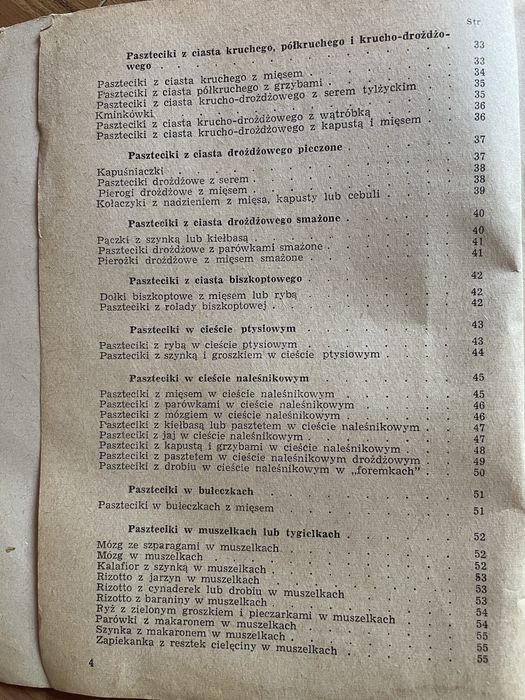 Str
Paszteciki z ciasta kruchego, półkruchego i krucho-drożdżo-
wego . . . . . . . . . . . . 33
Paszteciki z ciasta kruchego z mięsem . . . . . 33
Paszteciki z ciasta półkruchego z grzybami . . . . . 34
Paszteciki z ciasta krucho-drożdżowego z serem tylżyckim 35
Kminkówki . . . . . . . . . . . . 35
Paszteciki z ciasta krucho-drożdżowego z wątróbką . . . 36
Paszteciki z ciasta krucho-drożdżowego z kapustą i mięsem . 36
Paszteciki z ciasta drożdżowego pieczone . . . . . 37
Kapuśniaczki . . . . . . . . . . . . 37
Paszteciki drożdżowe z serem . . . . . . . . 38
Pierogi drożdżowe z mięsem . . . . . . . . 38
Kołaczyki z nadzieniem z mięsa, kapusty lub cebuli . . . 39
Paszteciki z ciasta drożdżowego smażone . . . . . 40
Pączki z szynką lub kiełbasą . . . . . . . . 40
Paszteciki drożdżowe z parówkami smażone . . . . . 41
Pierożki drożdżowe z mięsem smażone . . . . . . 41
Paszteciki z ciasta biszkoptowego . . . . . . 42
Dołki biszkoptowe z mięsem lub rybą . . . . . . 42
Paszteciki z rolady biszkoptowej . . . . . . . 42
Paszteciki w cieście ptysiowym . . . . . . . 43
Paszteciki z rybą w cieście ptysiowym . . . . . . 43
Paszteciki z szynką i groszkiem w cieście ptysiowym . . . 44
Paszteciki w cieście naleśnikowym . . . . . . 45
Paszteciki z mięsem w cieście naleśnikowym . . . . 45
Paszteciki z parówkami w cieście naleśnikowym . . . . 46
Paszteciki z mózgiem w cieście naleśnikowym . . . . 46
Paszteciki z kiełbasą lub pasztetem w cieście naleśnikowym . 47
Paszteciki z jaj w cieście naleśnikowym . . . . . . 47
Paszteciki z kapustą i grzybami w cieście naleśnikowym . . 48
Paszteciki z pasztetem w cieście naleśnikowym drożdżowym . 49
Paszteciki z drobiu w cieście naleśnikowym w „foremkach” . 50
Paszteciki w bułeczkach . . . . . . . . . 51
Paszteciki w bułeczkach z mięsem . . . . . . . 51
Paszteciki w muszelkach lub tygielkach . . . . . 52
Mózg ze szparagami w muszelkach . . . . . . . 52
Mózg w muszelkach . . . . . . . . . . 52
Kalafior z szynką w muszelkach . . . . . . . 53
Rizotto z jarzyn w muszelkach . . . . . . . . 53
Rizotto z cynaderek lub drobiu w muszelkach . . . . 53
Rizotto z baraniny w muszelkach . . . . . . . 54
Ryż z zielonym groszkiem i pieczarkami w muszelkach . . 54
Parówki z makaronem w muszelkach . . . . . . 55
Szynka z makaronem w muszelkach . . . . . . . 55
Zapiekanka z resztek cielęciny w muszelkach . . . . 55
4